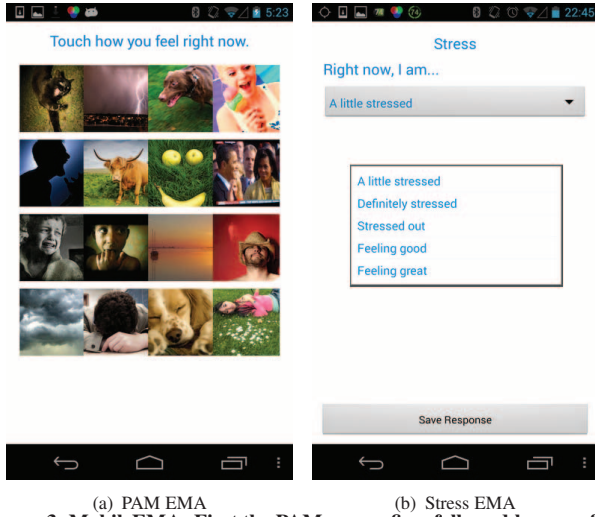 5:23
Touch how you feel right now.
74
22:45
Stress
Right now, I am...
A little stressed
A little stressed
Definitely stressed
Stressed out
Feeling good
Feeling great
Save Response
(a) PAM EMA
(b) Stress EMA